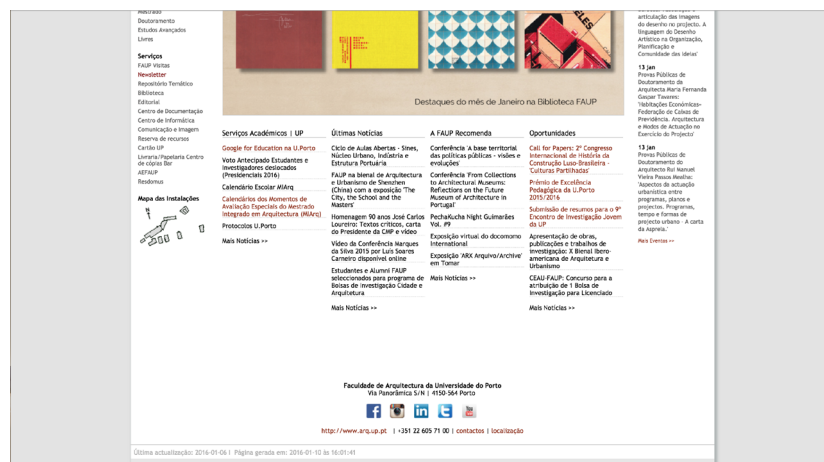 Mestrado
Doutoramento
Estudos Avançados
Livres
Serviços
FAUP Visitas
Newsletter
Repositório Temático
Biblioteca
Editorial
Centro de Documentação
Centro de Informática
Comunicação e Imagem
Reserva de recursos
Cartão UP
Livraria/Papelaria Centro
de cópias Bar
AEFAUP
Resdomus
Mapa das Instalações
N
Destaques do mês de Janeiro na Biblioteca FAUP
Serviços Académicos | UP
Google for Education na U.Porto
Voto Antecipado Estudantes e
Investigadores deslocados
(Presidenciais 2016)
Calendário Escolar MIArq
Calendários dos Momentos de
Avaliação Especiais do Mestrado
Integrado em Arquitectura (MIArq)
Protocolos U.Porto
Mais Notícias >>
Últimas Notícias
Ciclo de Aulas Abertas - Sines,
Núcleo Urbano, Indústria e
Estrutura Portuária
FAUP na bienal de Arquitectura
e Urbanismo de Shenzhen
(China) com a exposição 'The
City, the School and the
Masters'
Homenagem 90 anos José Carlos
Loureiro: Textos críticos, carta
do Presidente da CMP e vídeo
Vídeo da Conferência Marques
da Silva 2015 por Luis Soares
Carneiro disponível online
Estudantes e Alumni FAUP
seleccionados para programa de
Bolsas de Investigação Cidade e
Arquitetura
Mais Notícias >>
A FAUP Recomenda
Conferência 'A base territorial
das políticas públicas - visões e
evoluções'
Conferência 'From Collections
to Architectural Museums:
Reflections on the Future
Museum of Architecture in
Portugal'
PechaKucha Night Guimarães
Vol. #9
Exposição virtual do docomomo
International
Exposição 'ARX Arquivo/Archive'
em Tomar
Mais Notícias >>
Oportunidades
Call for Papers: 2º Congresso
Internacional de História da
Construção Luso-Brasileira -
'Culturas Partilhadas'
Prémio de Excelência
Pedagógica da U.Porto
2015/2016
Submissão de resumos para o 9º
Encontro de Investigação Jovem
da UP
Apresentação de obras,
publicações e trabalhos de
investigação: X Bienal Ibero-
americana de Arquitetura e
Urbanismo
CEAU-FAUP: Concurso para a
atribuição de 1 Bolsa de
Investigação para Licenciado
Mais Notícias >>
articulação das imagens
do desenho no projecto. A
linguagem do Desenho
Artístico na Organização,
Planificação e
Comunicação das ideias'
13 Jan
Provas Públicas de
Doutoramento da
Arquitecta Maria Fernanda
Gaspar Tavares:
'Habitações Económicas-
Federação de Caixas de
Previdência. Arquitectura
e Modos de Actuação no
Exercício do Projecto'
13 Jan
Provas Públicas de
Doutoramento do
Arquitecto Rui Manuel
Vieira Passos Mealha:
'Aspectos da actuação
urbanística entre
programas, planos e
projectos. Programas,
tempo e formas de
projecto urbano - A carta
da Asprela.'
Mais Eventos >>
Faculdade de Arquitectura da Universidade do Porto
Via Panorâmica S/N | 4150-564 Porto
http://www.arq.up.pt | +351 22 605 71 00 | contactos | localização
Última actualização: 2016-01-06 I Página gerada em: 2016-01-10 às 16:01:41